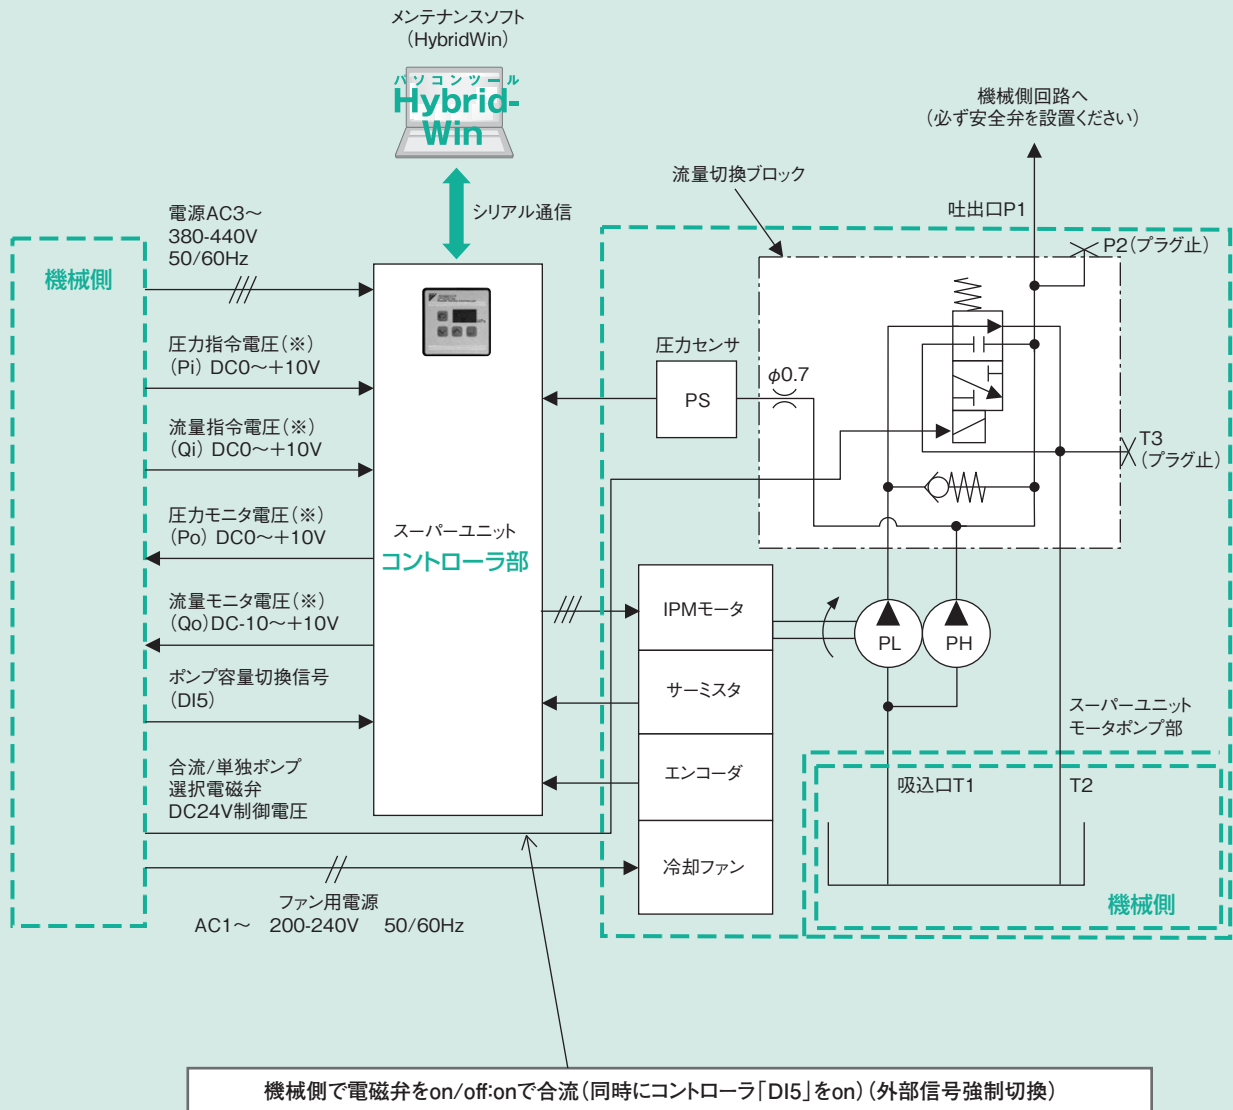 メンテナンスソフト
(HybridWin)
パソコンツール
Hybrid-
Win
機械側回路へ
(必ず安全弁を設置ください)
流量切換ブロック
シリアル通信
吐出口P1
電源AC3～
380-440V
50/60Hz
P2(プラグ止)
機械側
圧力指令電圧(※)
(Pi) DC0～+10V
圧力センサ
PS
φ0.7
流量指令電圧(※)
(Qi) DC0～+10V
T3
(プラグ止)
圧力モニタ電圧(※)
(Po) DC0～+10V
スーパーユニット
コントローラ部
流量モニタ電圧(※)
(Qo)DC-10～+10V
IPMモータ
PL
PH
ポンプ容量切換信号
(DI5)
サーミスタ
スーパーユニット
モータポンプ部
合流/単独ポンプ
選択電磁弁
DC24V制御電圧
エンコーダ
吸込口T1
T2
冷却ファン
ファン用電源
AC1～ 200-240V 50/60Hz
機械側
機械側で電磁弁をon/off:onで合流(同時にコントローラ「DI5」をon)(外部信号強制切換)